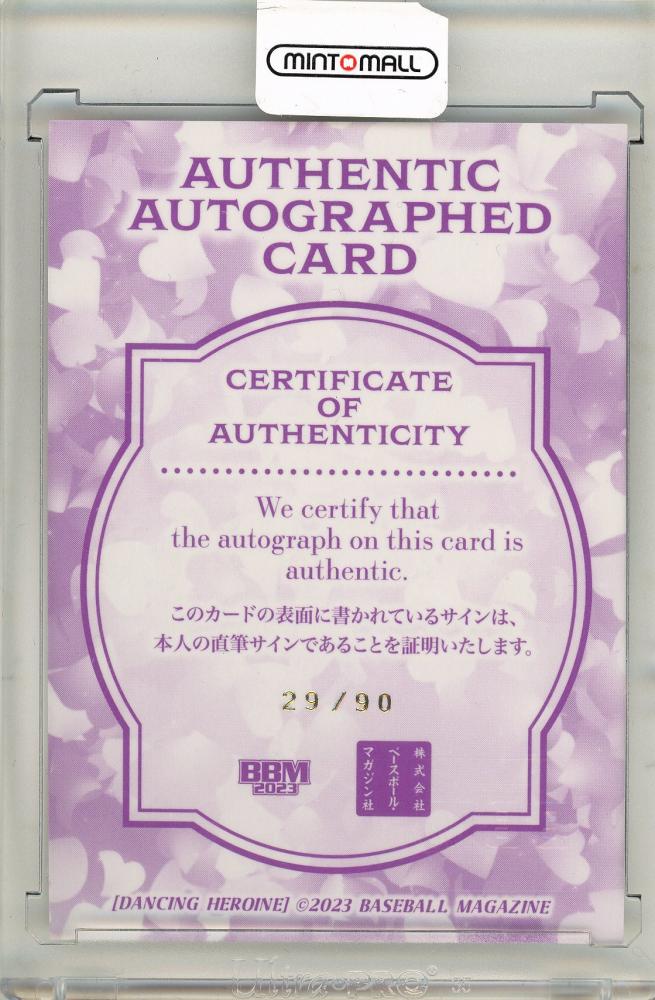 MINT MALL
AUTHENTIC
AUTOGRAPHED
CARD
CERTIFICATE
OF
AUTHENTICITY
We certify that
the autograph on this card is
authentic.
このカードの表面に書かれているサインは、
本人の直筆サインであることを証明いたします。
29/90
BBM
2023
株式会社
ベースボール・
マガジン社
[DANCING HEROINE] ©2023 BASEBALL MAGAZINE
Ultra•PRO®